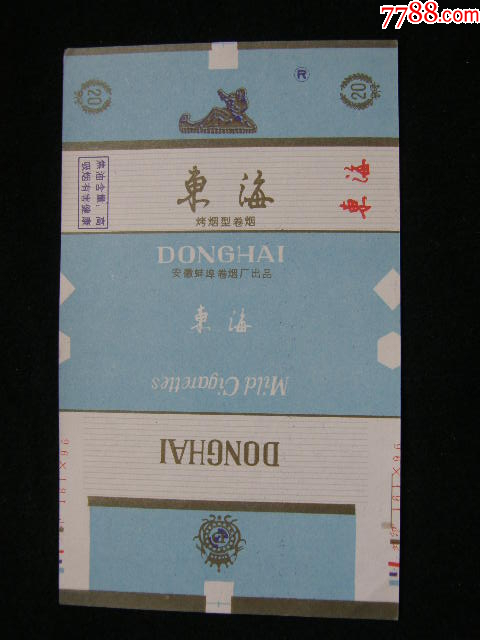 7788.com
20
®
20
焦油含量：高
吸烟有害健康
東海
烤烟型卷烟
東海
DONGHAI
安徽蚌埠卷烟厂出品
東海
Mild Cigarettes
DONGHAI